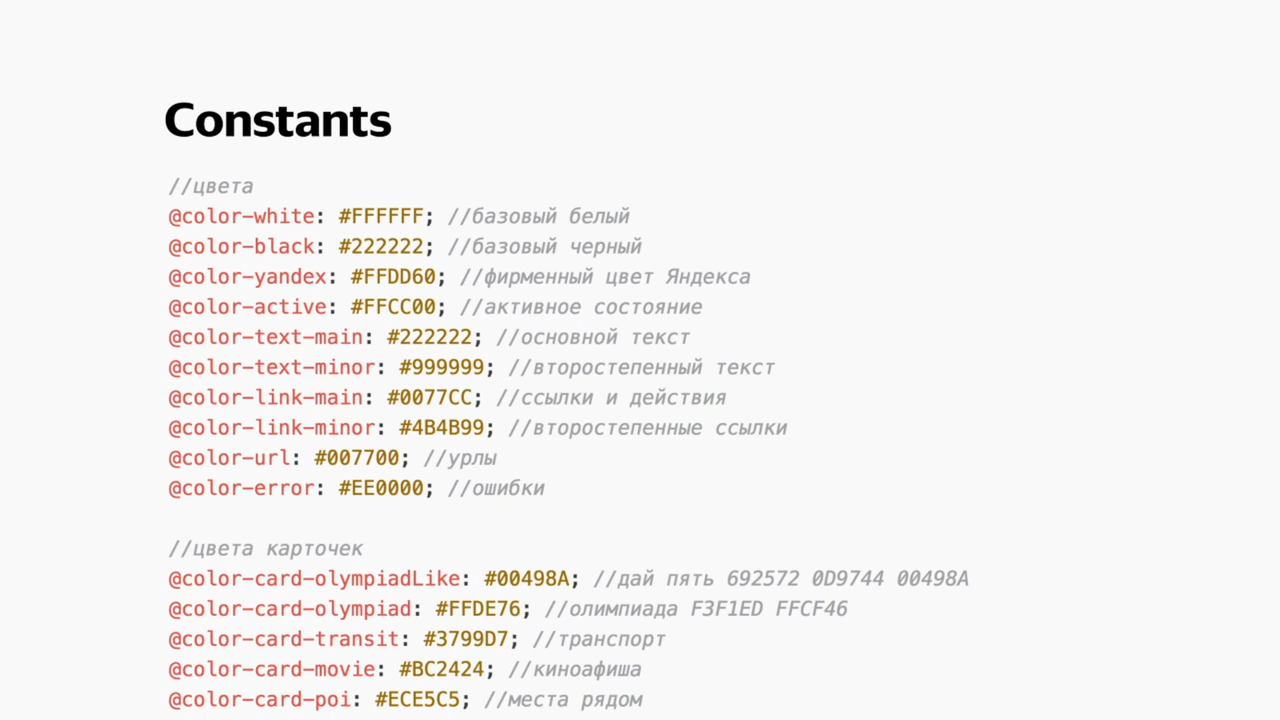 Constants
//цвета
@color-white: #FFFFFF; //базовый белый
@color-black: #222222; //базовый черный
@color-yandex: #FFDD60; //фирменный цвет Яндекса
@color-active: #FFCC00; //активное состояние
@color-text-main: #222222; //основной текст
@color-text-minor: #999999; //второстепенный текст
@color-link-main: #0077CC; //ссылки и действия
@color-link-minor: #4B4B99; //второстепенные ссылки
@color-url: #007700; //урлы
@color-error: #EE0000; //ошибки
//цвета карточек
@color-card-olympiadLike: #00498A; //дай пять 692572 0D9744 00498A
@color-card-olympiad: #FFDE76; //олимпиада F3F1ED FFCF46
@color-card-transit: #3799D7; //транспорт
@color-card-movie: #BC2424; //киноафиша
@color-card-poi: #ECE5C5; //места рядом